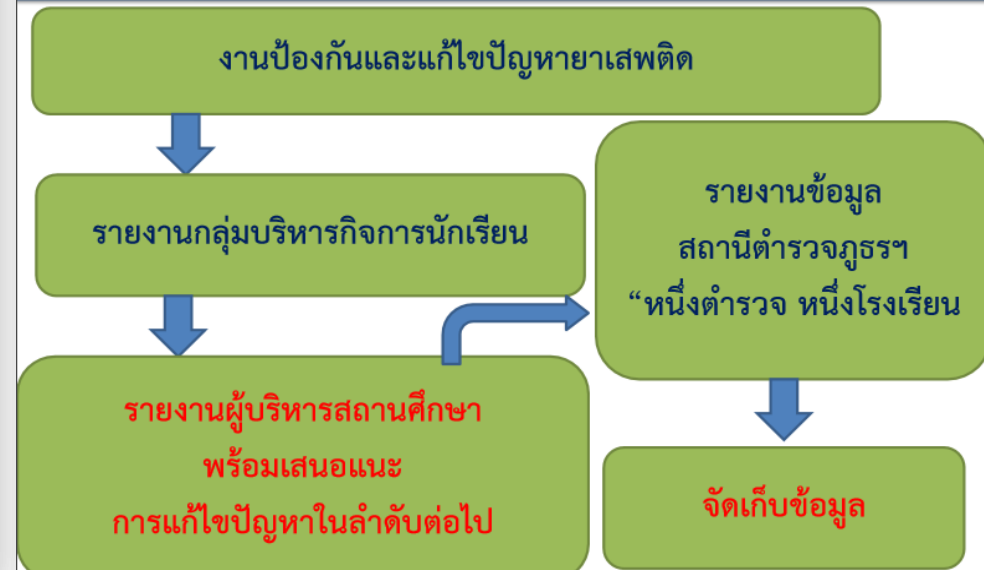 งานป้องกันและแก้ไขปัญหายาเสพติด
รายงานกลุ่มบริหารกิจการนักเรียน
รายงานผู้บริหารสถานศึกษา
พร้อมเสนอแนะ
การแก้ไขปัญหาในลำดับต่อไป
รายงานข้อมูล
สถานีตำรวจภูธรฯ
“หนึ่งตำรวจ หนึ่งโรงเรียน
จัดเก็บข้อมูล